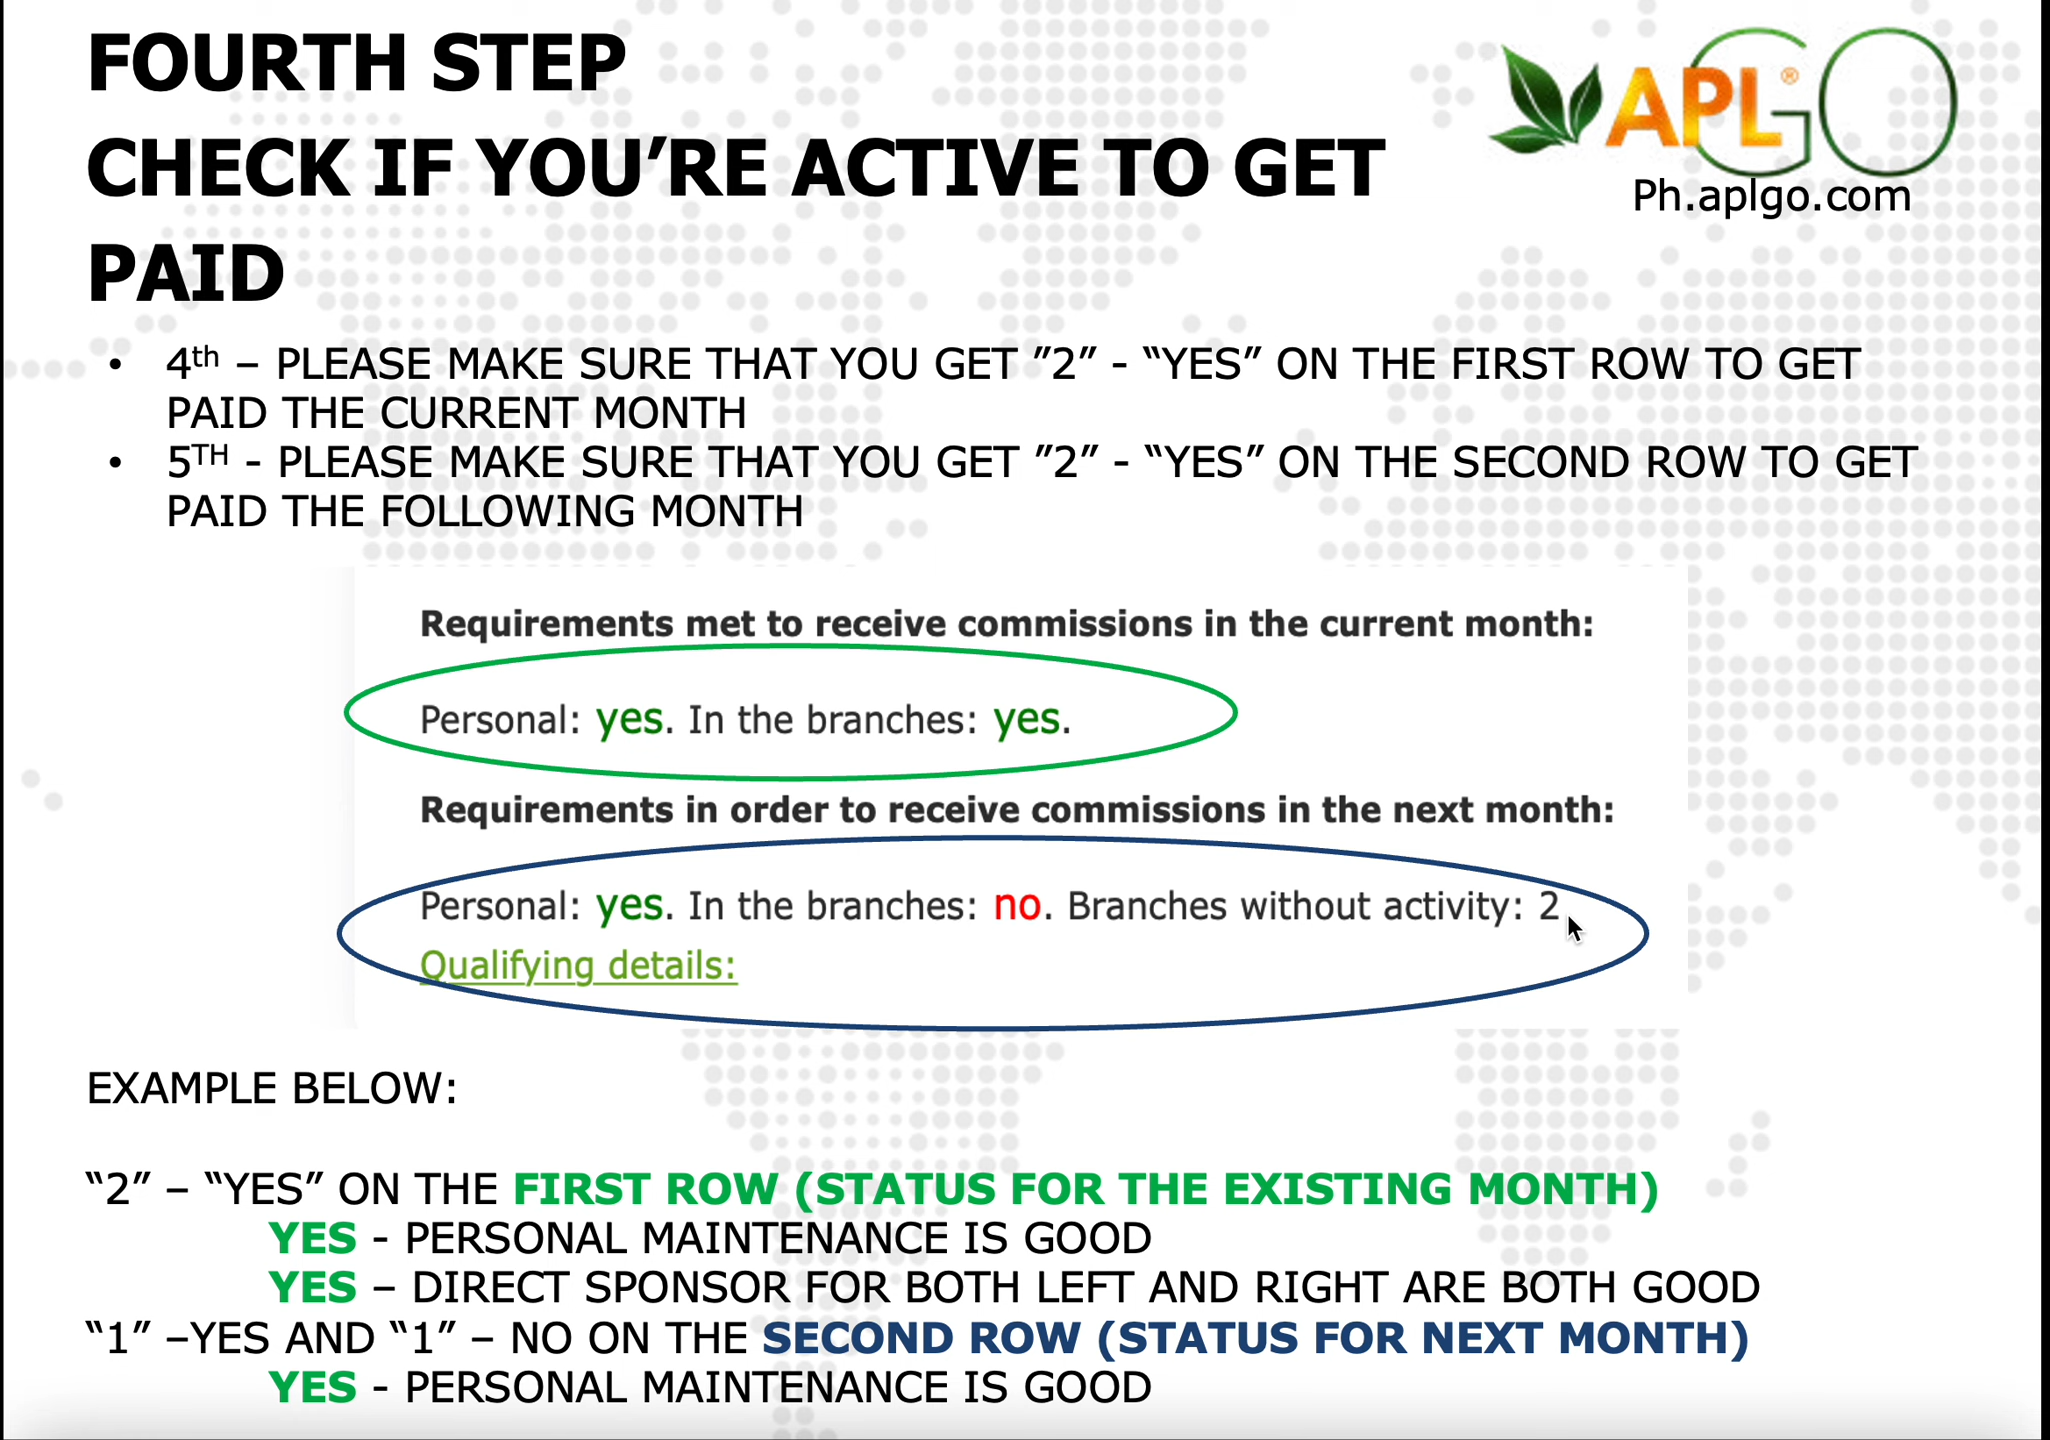 FOURTH STEP
CHECK IF YOU’RE ACTIVE TO GET
PAID
APL® GO
Ph.aplgo.com
• 4th – PLEASE MAKE SURE THAT YOU GET ”2” - “YES” ON THE FIRST ROW TO GET
PAID THE CURRENT MONTH
• 5TH - PLEASE MAKE SURE THAT YOU GET ”2” - “YES” ON THE SECOND ROW TO GET
PAID THE FOLLOWING MONTH
Requirements met to receive commissions in the current month:
Personal: yes. In the branches: yes.
Requirements in order to receive commissions in the next month:
Personal: yes. In the branches: no. Branches without activity: 2
Qualifying details:
EXAMPLE BELOW:
“2” – “YES” ON THE FIRST ROW (STATUS FOR THE EXISTING MONTH)
YES - PERSONAL MAINTENANCE IS GOOD
YES – DIRECT SPONSOR FOR BOTH LEFT AND RIGHT ARE BOTH GOOD
“1” –YES AND “1” – NO ON THE SECOND ROW (STATUS FOR NEXT MONTH)
YES - PERSONAL MAINTENANCE IS GOOD